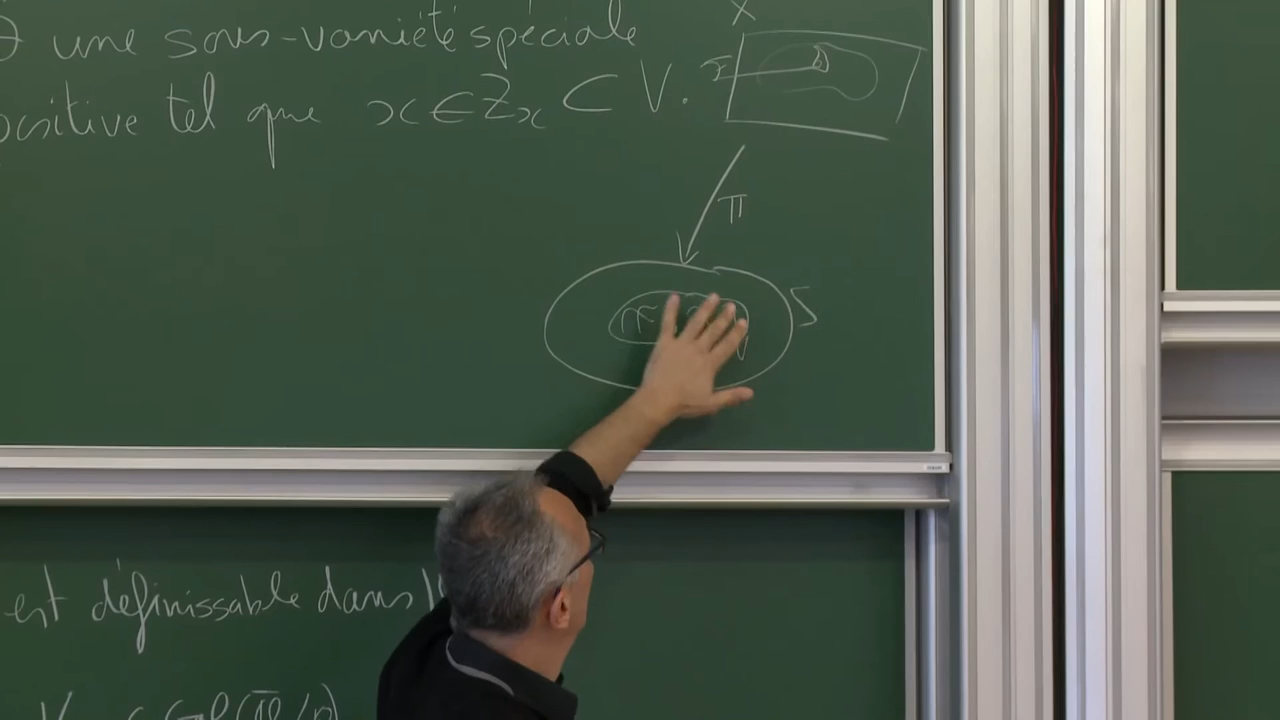 ∃ une sous-variété spéciale
positive tel que x ∈ Z_x ⊂ V.
X
x
π
S
x
V
est définissable dans